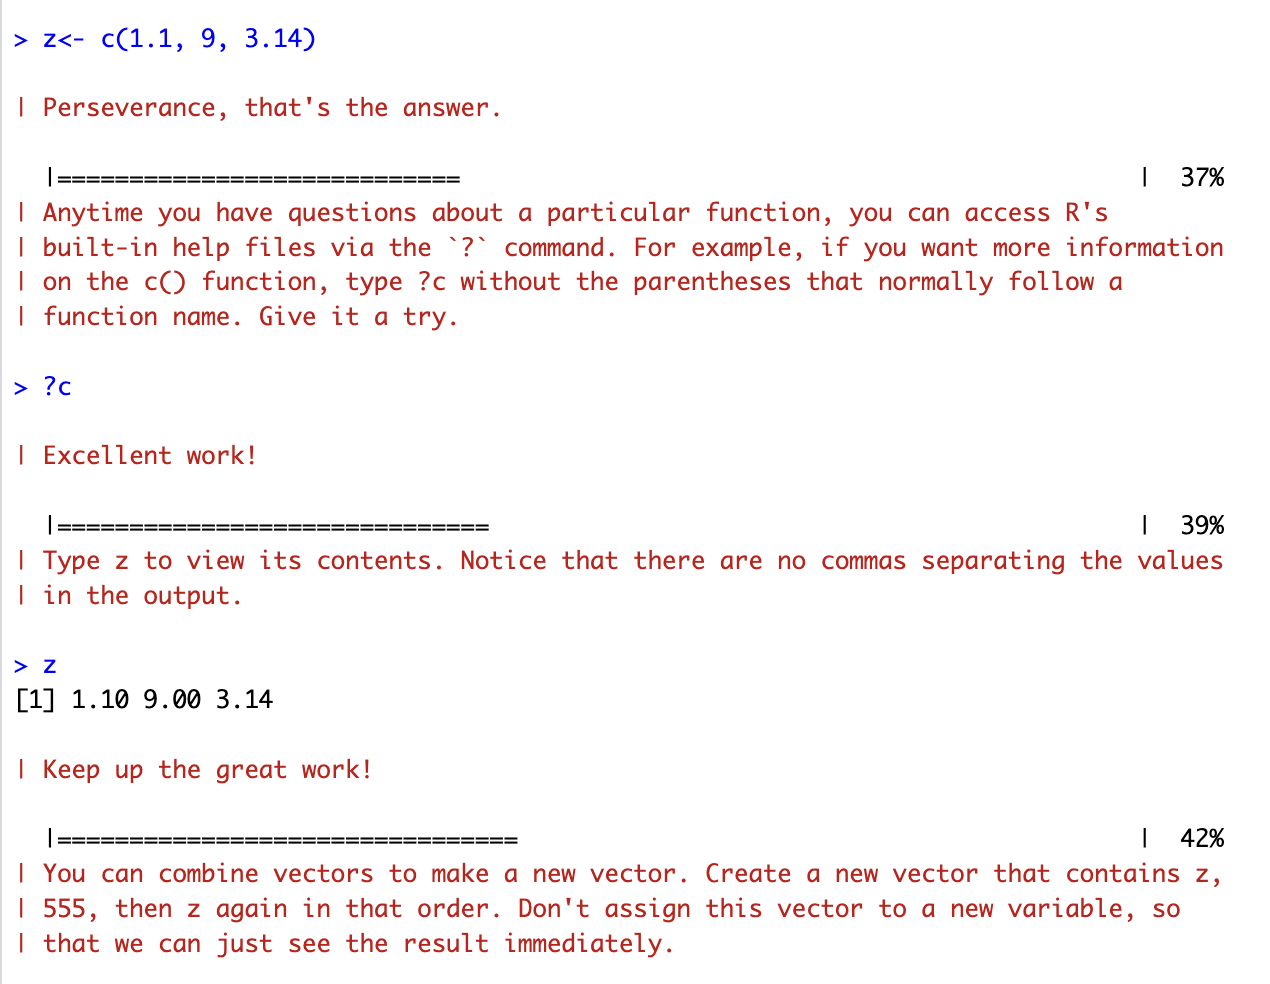 > z<- c(1.1, 9, 3.14)
| Perseverance, that's the answer.
|============================ | 37%
| Anytime you have questions about a particular function, you can access R's
| built-in help files via the `?` command. For example, if you want more information
| on the c() function, type ?c without the parentheses that normally follow a
| function name. Give it a try.
> ?c
| Excellent work!
|============================== | 39%
| Type z to view its contents. Notice that there are no commas separating the values
| in the output.
> z
[1] 1.10 9.00 3.14
| Keep up the great work!
|================================ | 42%
| You can combine vectors to make a new vector. Create a new vector that contains z,
| 555, then z again in that order. Don't assign this vector to a new variable, so
| that we can just see the result immediately.